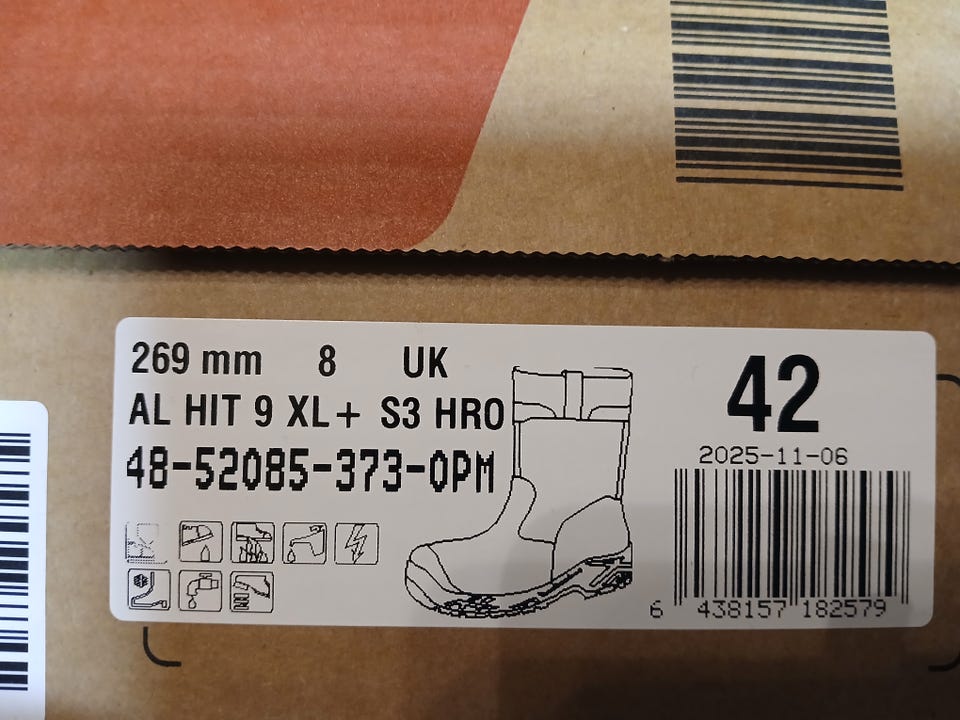 269 mm 8 UK
AL HIT 9 XL+ S3 HRO
48-52085-373-0PM
42
2025-11-06
6 438157 182579